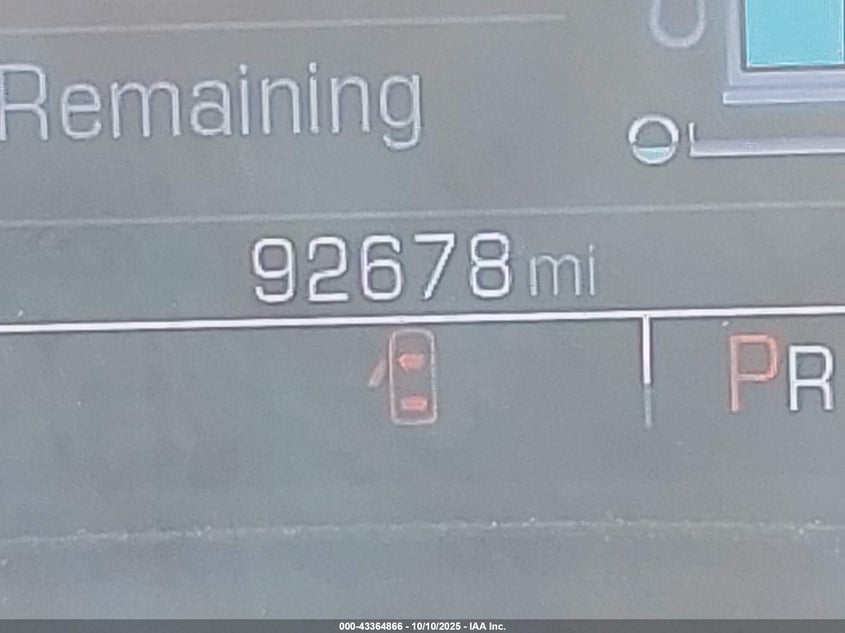 Remaining
92678 mi
PR
000-43364866 - 10/10/2025 - IAA Inc.